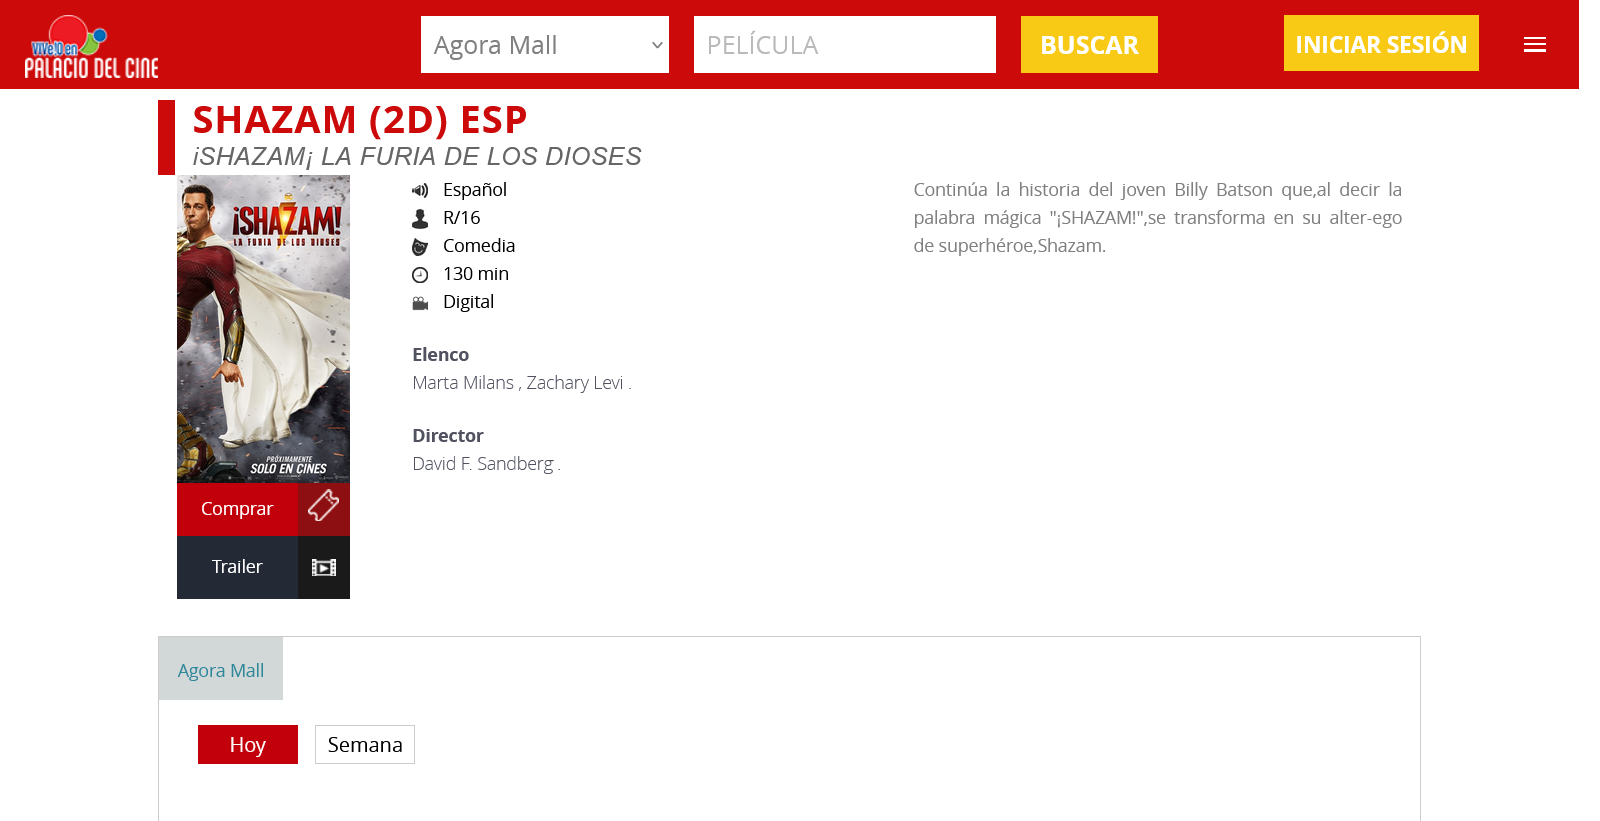 Vívelo en
PALACIO DEL CINE
Agora Mall
PELÍCULA
BUSCAR
INICIAR SESIÓN
SHAZAM (2D) ESP
¡SHAZAM¡ LA FURIA DE LOS DIOSES
¡SHAZAM!
LA FURIA DE LOS DIOSES
PRÓXIMAMENTE
SOLO EN CINES
Comprar
Trailer
Español
R/16
Comedia
130 min
Digital
Elenco
Marta Milans , Zachary Levi .
Director
David F. Sandberg .
Continúa la historia del joven Billy Batson que,al decir la
palabra mágica "¡SHAZAM!",se transforma en su alter-ego
de superhéroe,Shazam.
Agora Mall
Hoy
Semana